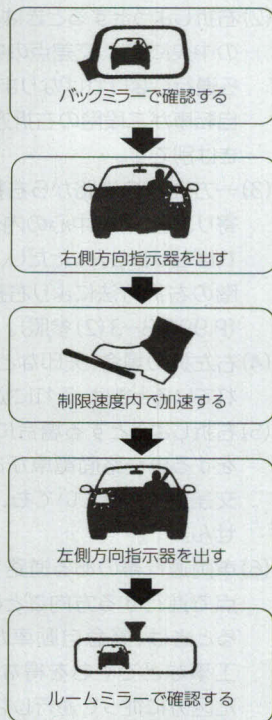 バックミラーで確認する
右側方向指示器を出す
制限速度内で加速する
左側方向指示器を出す
ルームミラーで確認する